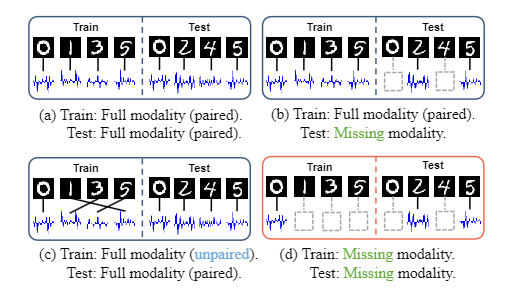 Train Test
0 1 3 5 0 2 4 5
(a) Train: Full modality (paired).
Test: Full modality (paired).
Train Test
0 1 3 5 0 2 4 5
(b) Train: Full modality (paired).
Test: Missing modality.
Train Test
0 1 3 5 0 2 4 5
(c) Train: Full modality (unpaired).
Test: Full modality (paired).
Train Test
0 1 3 5 0 2 4 5
(d) Train: Missing modality.
Test: Missing modality.